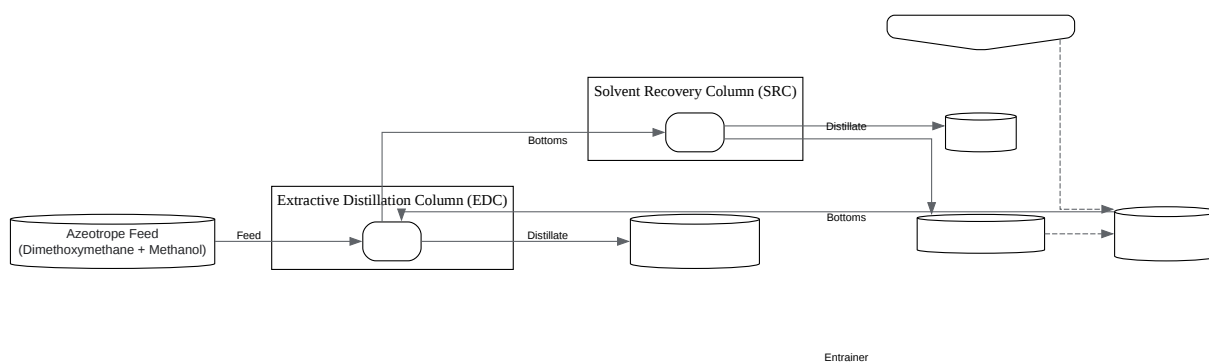 Solvent Recovery Column (SRC)
Distillate
Bottoms
Extractive Distillation Column (EDC)
Azeotrope Feed
(Dimethoxymethane + Methanol)
Feed
Distillate
Bottoms
Entrainer